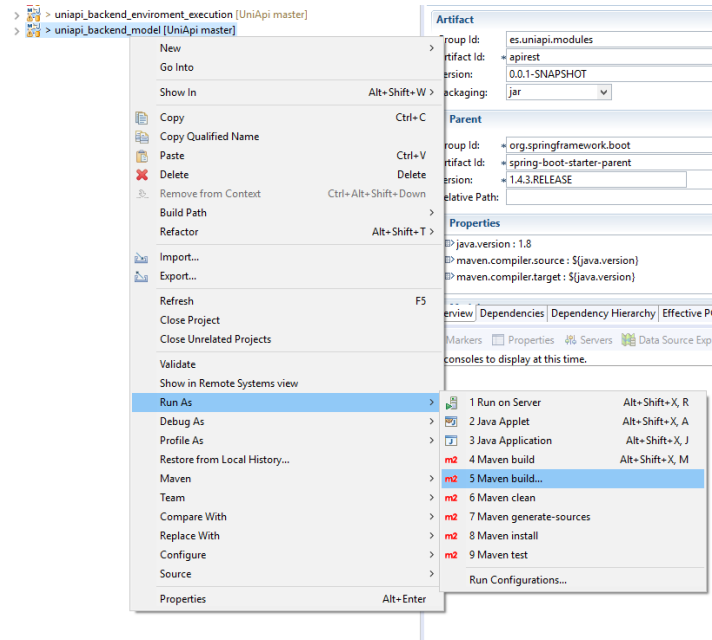 > uniapi_backend_enviroment_execution [UniApi master]
> uniapi_backend_model [UniApi master]
New
Go Into
Show In Alt+Shift+W >
Copy Ctrl+C
Copy Qualified Name
Paste Ctrl+V
Delete Delete
Remove from Context Ctrl+Alt+Shift+Down
Build Path
Refactor Alt+Shift+T >
Import...
Export...
Refresh F5
Close Project
Close Unrelated Projects
Validate
Show in Remote Systems view
Run As
Debug As
Profile As
Restore from Local History...
Maven
Team
Compare With
Replace With
Configure
Source
Properties Alt+Enter
Artifact
Group Id: es.uniapi.modules
rtifact Id: * apirest
ersion: 0.0.1-SNAPSHOT
ackaging: jar
Parent
roup Id: * org.springframework.boot
rtifact Id: * spring-boot-starter-parent
ersion: * 1.4.3.RELEASE
elative Path:
Properties
java.version : 1.8
maven.compiler.source : ${java.version}
maven.compiler.target : ${java.version}
erview Dependencies Dependency Hierarchy Effective P
Markers Properties Servers Data Source Exp
consoles to display at this time.
1 Run on Server Alt+Shift+X, R
2 Java Applet Alt+Shift+X, A
3 Java Application Alt+Shift+X, J
m2 4 Maven build Alt+Shift+X, M
m2 5 Maven build...
m2 6 Maven clean
m2 7 Maven generate-sources
m2 8 Maven install
m2 9 Maven test
Run Configurations...